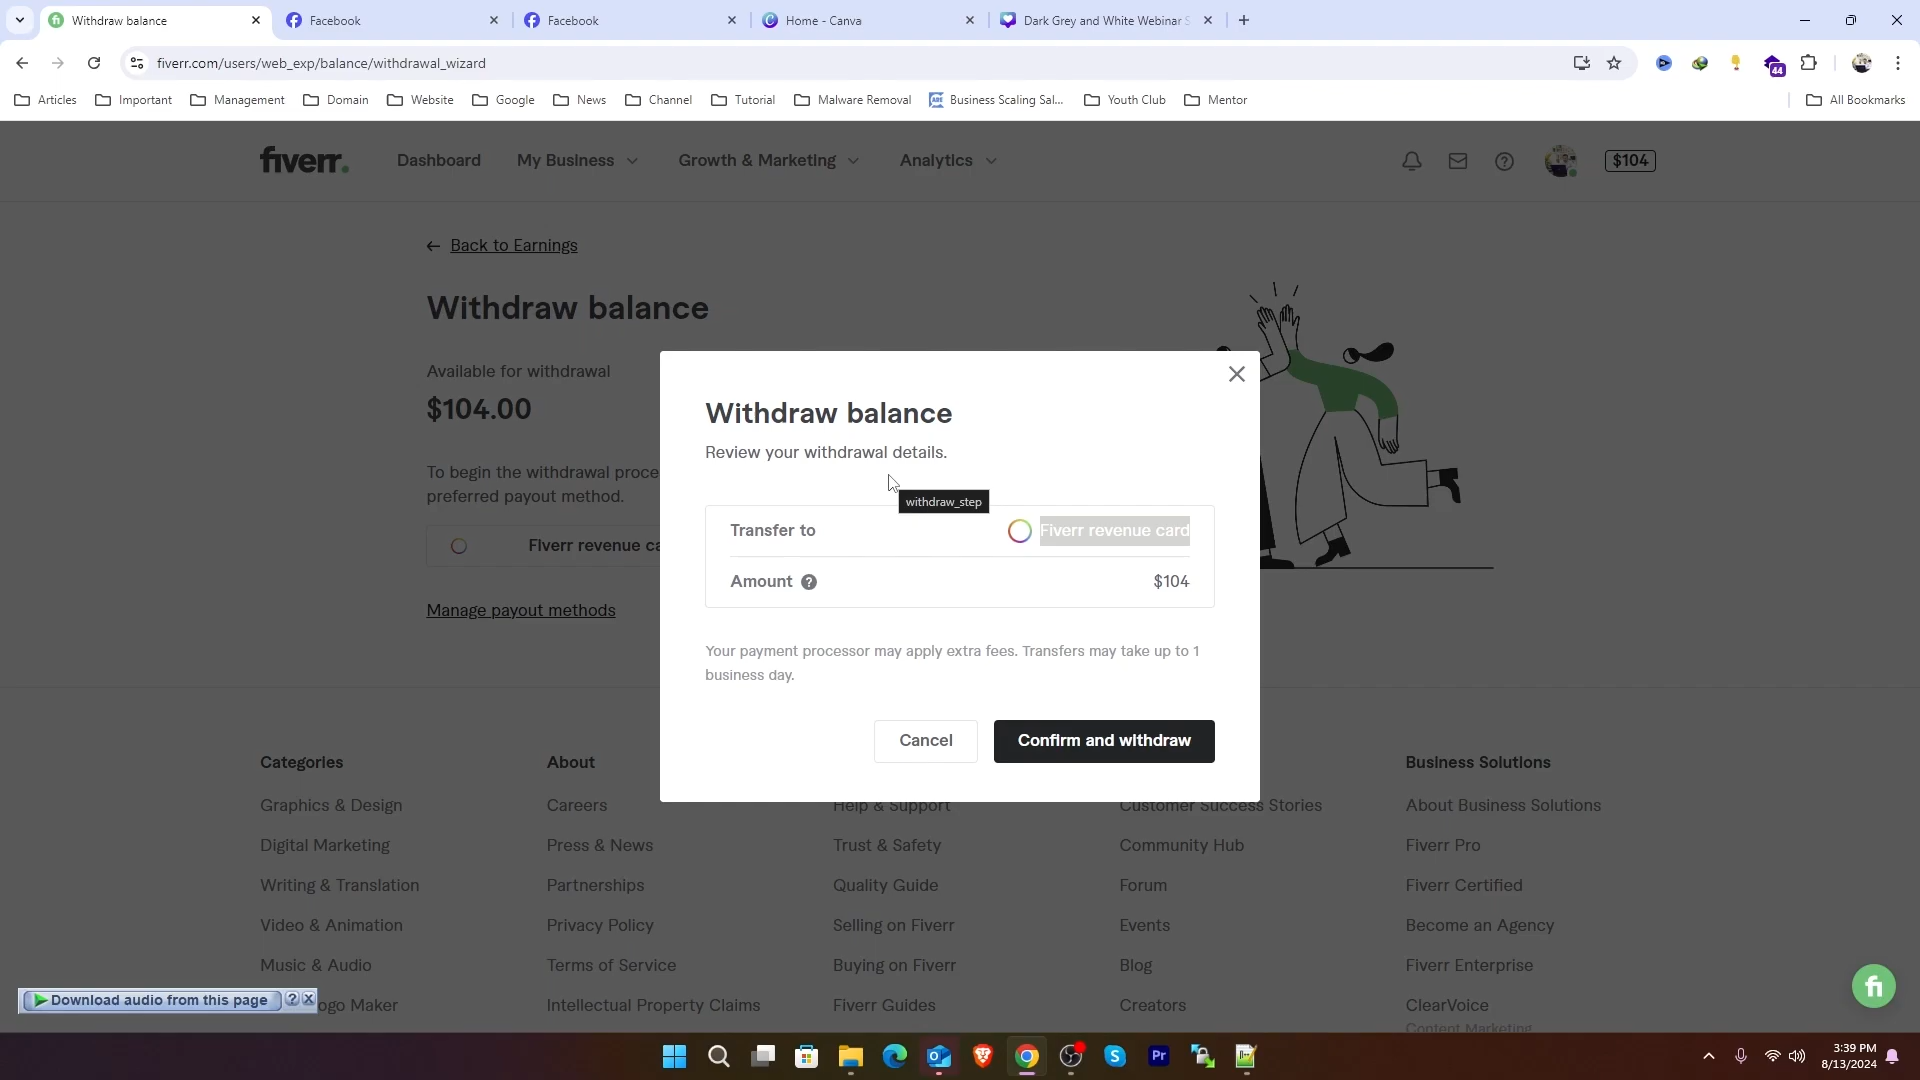 Withdraw balance
Facebook
Facebook
Home - Canva
Dark Grey and White Webinar
fiverr.com/users/web_exp/balance/withdrawal_wizard
44
Articles
Important
Management
Domain
Website
Google
News
Channel
Tutorial
Malware Removal
Business Scaling Sal...
Youth Club
Mentor
All Bookmarks
fiverr.
Dashboard
My Business
Growth & Marketing
Analytics
$104
Back to Earnings
Withdraw balance
Available for withdrawal
$104.00
To begin the withdrawal proce
preferred payout method.
Fiverr revenue ca
Manage payout methods
Withdraw balance
Review your withdrawal details.
withdraw_step
Transfer to
Fiverr revenue card
Amount ?
$104
Your payment processor may apply extra fees. Transfers may take up to 1
business day.
Cancel
Confirm and withdraw
Categories
Graphics & Design
Digital Marketing
Writing & Translation
Video & Animation
Music & Audio
ogo Maker
About
Careers
Press & News
Partnerships
Privacy Policy
Terms of Service
Intellectual Property Claims
Help & Support
Trust & Safety
Quality Guide
Selling on Fiverr
Buying on Fiverr
Fiverr Guides
Customer Success Stories
Community Hub
Forum
Events
Blog
Creators
Business Solutions
About Business Solutions
Fiverr Pro
Fiverr Certified
Become an Agency
Fiverr Enterprise
ClearVoice
Content Marketing
Download audio from this page
fi
Pr
3:39 PM
8/13/2024